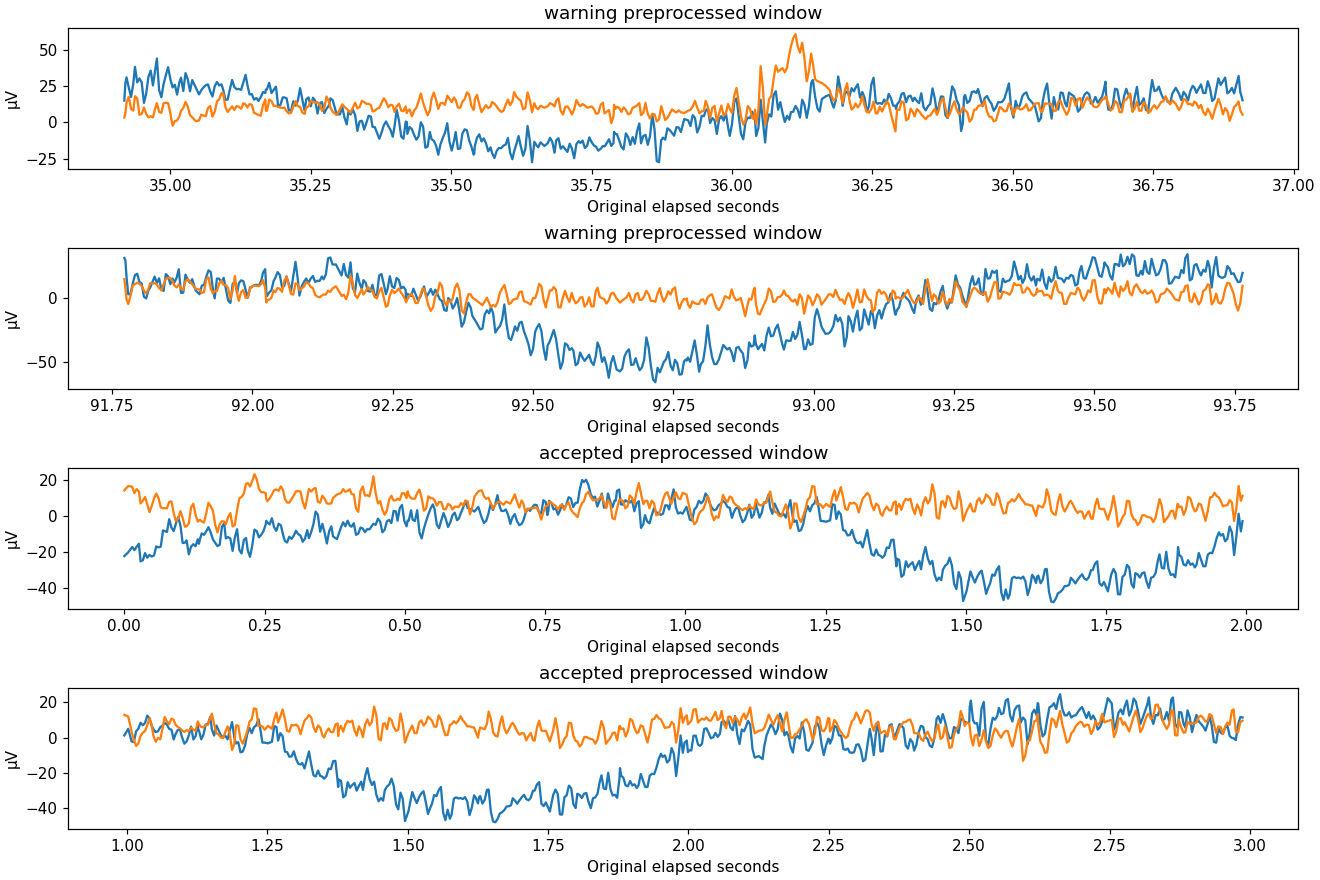 warning preprocessed window
50
25
0
−25
µV
35.00 35.25 35.50 35.75 36.00 36.25 36.50 36.75 37.00
Original elapsed seconds
warning preprocessed window
0
−50
µV
91.75 92.00 92.25 92.50 92.75 93.00 93.25 93.50 93.75
Original elapsed seconds
accepted preprocessed window
20
0
−20
−40
µV
0.00 0.25 0.50 0.75 1.00 1.25 1.50 1.75 2.00
Original elapsed seconds
accepted preprocessed window
20
0
−20
−40
µV
1.00 1.25 1.50 1.75 2.00 2.25 2.50 2.75 3.00
Original elapsed seconds